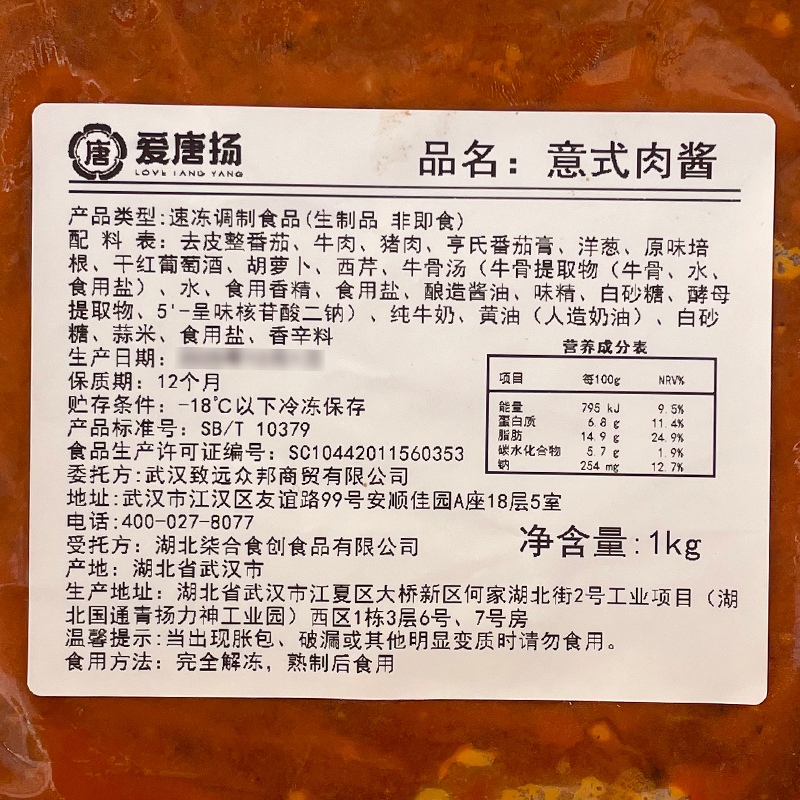 唐 爱唐扬
LOVE TANG YANG
品名：意式肉酱
产品类型:速冻调制食品(生制品 非即食)
配 料 表：去皮整番茄、牛肉、猪肉、亨氏番茄膏、洋葱、原味培
根、干红葡萄酒、胡萝卜、西芹、牛骨汤（牛骨提取物（牛骨、水、
食用盐）、水、食用香精、食用盐、酿造酱油、味精、白砂糖、酵母
提取物、5'-呈味核苷酸二钠）、纯牛奶、黄油（人造奶油）、白砂
糖、蒜米、食用盐、香辛料
生产日期：
保质期：12个月
贮存条件：-18℃以下冷冻保存
产品标准号：SB/T 10379
食品生产许可证编号：SC10442011560353
委托方:武汉致远众邦商贸有限公司
地址:武汉市江汉区友谊路99号安顺佳园A座18层5室
电话:400-027-8077
受托方：湖北柒合食创食品有限公司
产地：湖北省武汉市
生产地址：湖北省武汉市江夏区大桥新区何家湖北街2号工业项目（湖
北国通青扬力神工业园）西区1栋3层6号、7号房
温馨提示:当出现胀包、破漏或其他明显变质时请勿食用。
食用方法：完全解冻，熟制后食用
营养成分表
项目 每100g NRV%
能量 795 kJ 9.5%
蛋白质 6.8 g 11.4%
脂肪 14.9 g 24.9%
碳水化合物 5.7 g 1.9%
钠 254 mg 12.7%
净含量:1kg